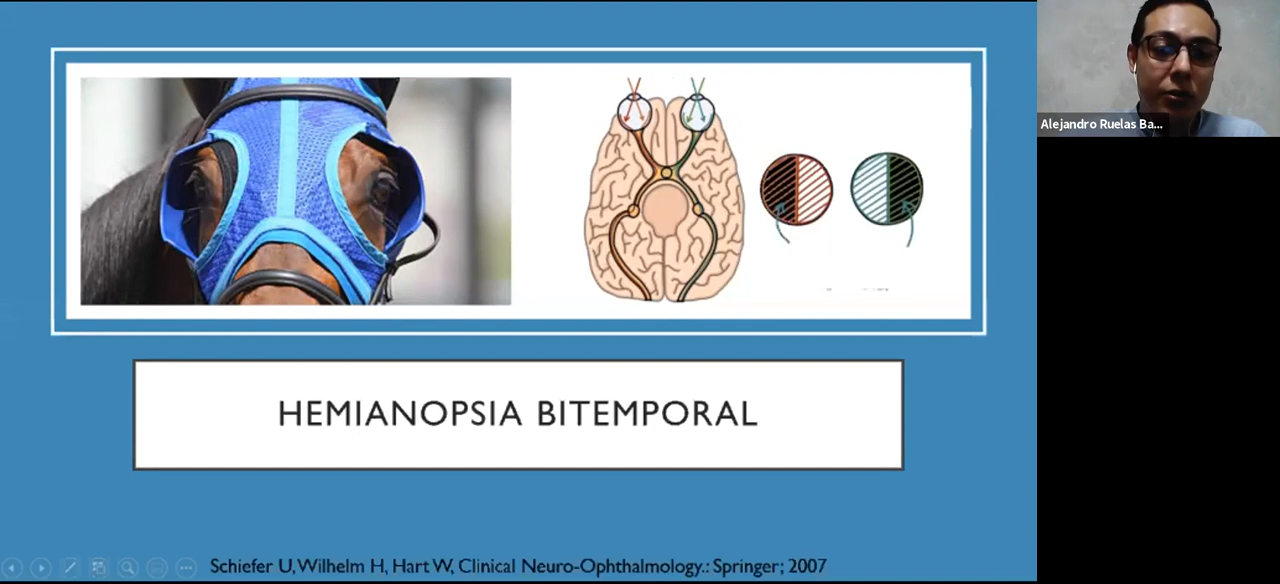 Alejandro Ruelas Ba...
HEMIANOPSIA BITEMPORAL
Schiefer U, Wilhelm H, Hart W, Clinical Neuro-Ophthalmology.: Springer; 2007